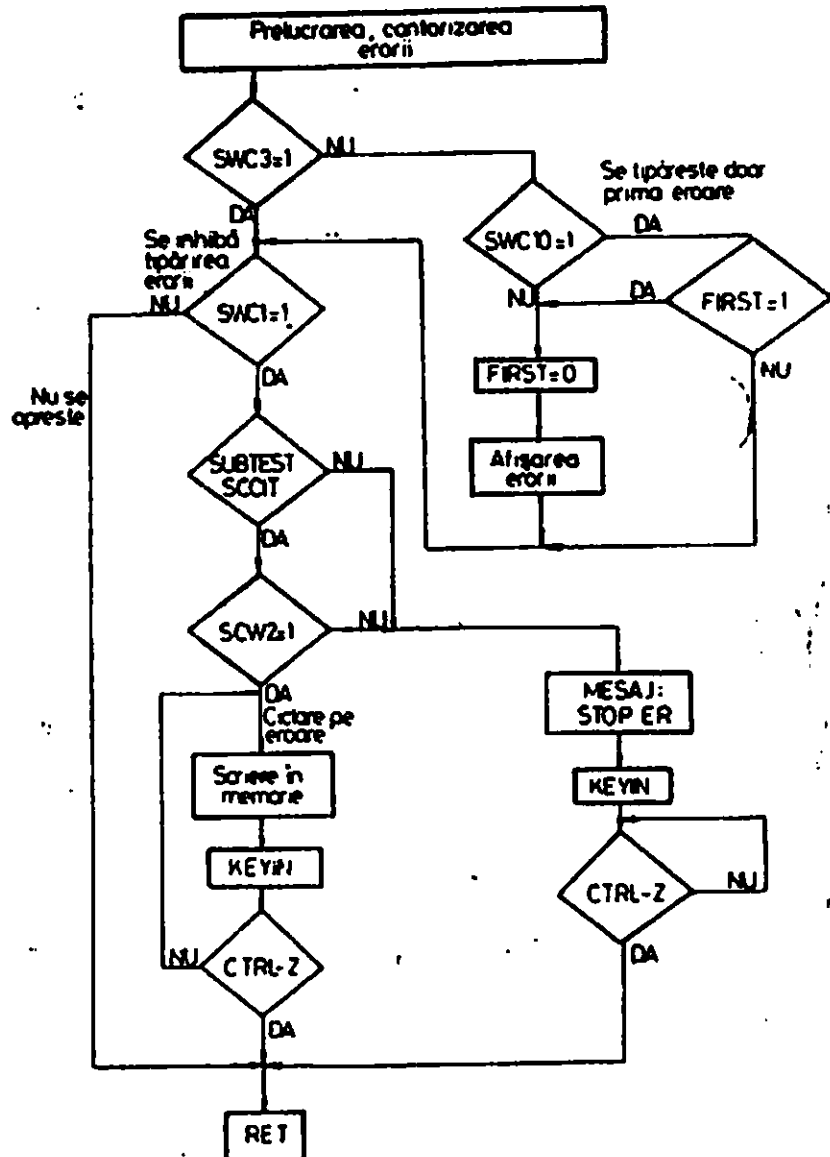 Prelucrarea, contorizarea
erorii
SWC3=1
NU
DA
Se tipăreste doar
prima eroare
SWC10=1
DA
Se inhibă
tipărirea
erorii
NU
SWC1=1
NU
DA
FIRST=1
DA
NU
FIRST=0
Nu se
opreste
Afişarea
erorii
SUBTEST
SCCIT
NU
DA
SCW2=1
NU
DA
Ciclare pe
eroare
MESAJ:
STOP ER
Scriere în
memorie
KEYIN
KEYIN
CTRL-Z
NU
DA
NU
CTRL-Z
DA
RET